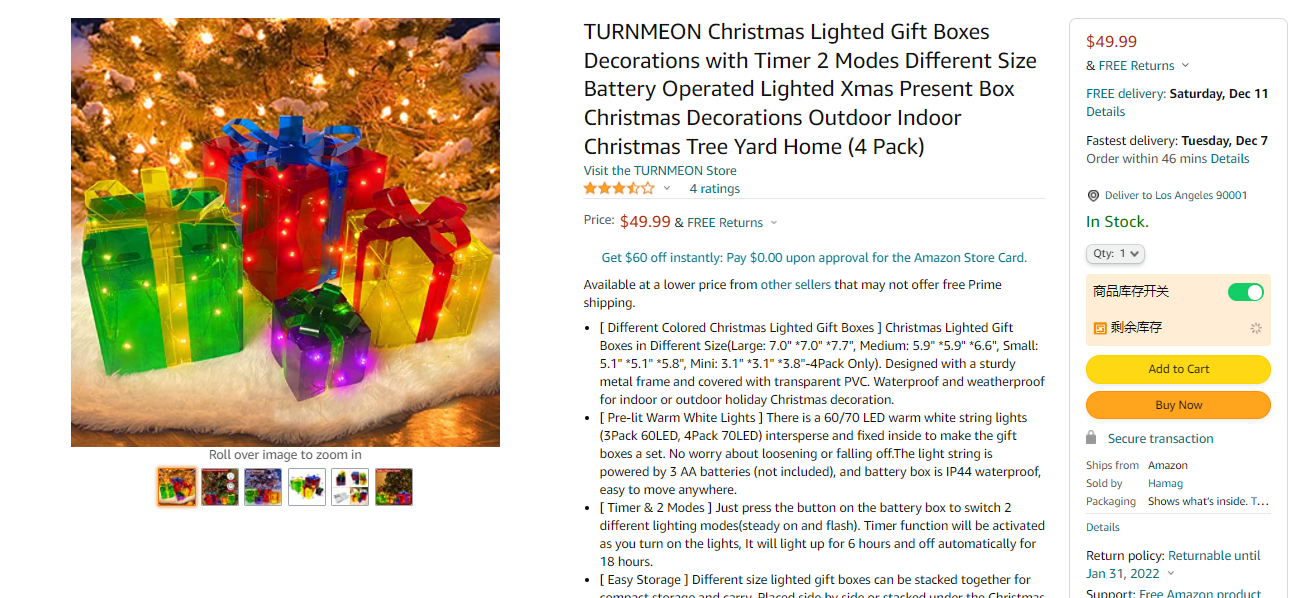 TURNMEON Christmas Lighted Gift Boxes
Decorations with Timer 2 Modes Different Size
Battery Operated Lighted Xmas Present Box
Christmas Decorations Outdoor Indoor
Christmas Tree Yard Home (4 Pack)
Visit the TURNMEON Store
4 ratings
Price: $49.99 & FREE Returns
Get $60 off instantly: Pay $0.00 upon approval for the Amazon Store Card.
Available at a lower price from other sellers that may not offer free Prime
shipping.
• [ Different Colored Christmas Lighted Gift Boxes ] Christmas Lighted Gift
Boxes in Different Size(Large: 7.0" *7.0" *7.7", Medium: 5.9" *5.9" *6.6", Small:
5.1" *5.1" *5.8", Mini: 3.1" *3.1" *3.8"-4Pack Only). Designed with a sturdy
metal frame and covered with transparent PVC. Waterproof and weatherproof
for indoor or outdoor holiday Christmas decoration.
• [ Pre-lit Warm White Lights ] There is a 60/70 LED warm white string lights
(3Pack 60LED, 4Pack 70LED) intersperse and fixed inside to make the gift
boxes a set. No worry about loosening or falling off.The light string is
powered by 3 AA batteries (not included), and battery box is IP44 waterproof,
easy to move anywhere.
• [ Timer & 2 Modes ] Just press the button on the battery box to switch 2
different lighting modes(steady on and flash). Timer function will be activated
as you turn on the lights, It will light up for 6 hours and off automatically for
18 hours.
• [ Easy Storage ] Different size lighted gift boxes can be stacked together for
compact storage and carry. Placed side by side or stacked under the Christmas
Roll over image to zoom in
$49.99
& FREE Returns
FREE delivery: Saturday, Dec 11
Details
Fastest delivery: Tuesday, Dec 7
Order within 46 mins Details
Deliver to Los Angeles 90001
In Stock.
Qty: 1
商品库存开关
剩余库存
Add to Cart
Buy Now
Secure transaction
Ships from Amazon
Sold by Hamag
Packaging Shows what's inside. T…
Details
Return policy: Returnable until
Jan 31, 2022
Support: Free Amazon product